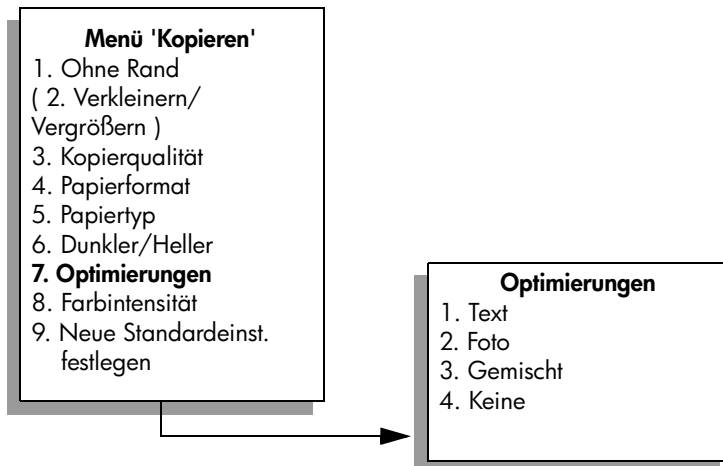 Menü 'Kopieren'
1. Ohne Rand
( 2. Verkleinern/
Vergrößern )
3. Kopierqualität
4. Papierformat
5. Papiertyp
6. Dunkler/Heller
7. Optimierungen
8. Farbintensität
9. Neue Standardeinst.
festlegen
Optimierungen
1. Text
2. Foto
3. Gemischt
4. Keine